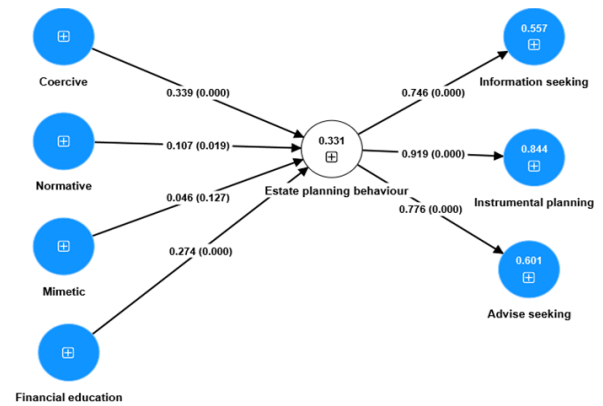 Coercive
Normative
Mimetic
Financial education
0.339 (0.000)
0.107 (0.019)
0.046 (0.127)
0.274 (0.000)
0.331
Estate planning behaviour
0.746 (0.000)
0.919 (0.000)
0.776 (0.000)
0.557
Information seeking
0.844
Instrumental planning
0.601
Advise seeking